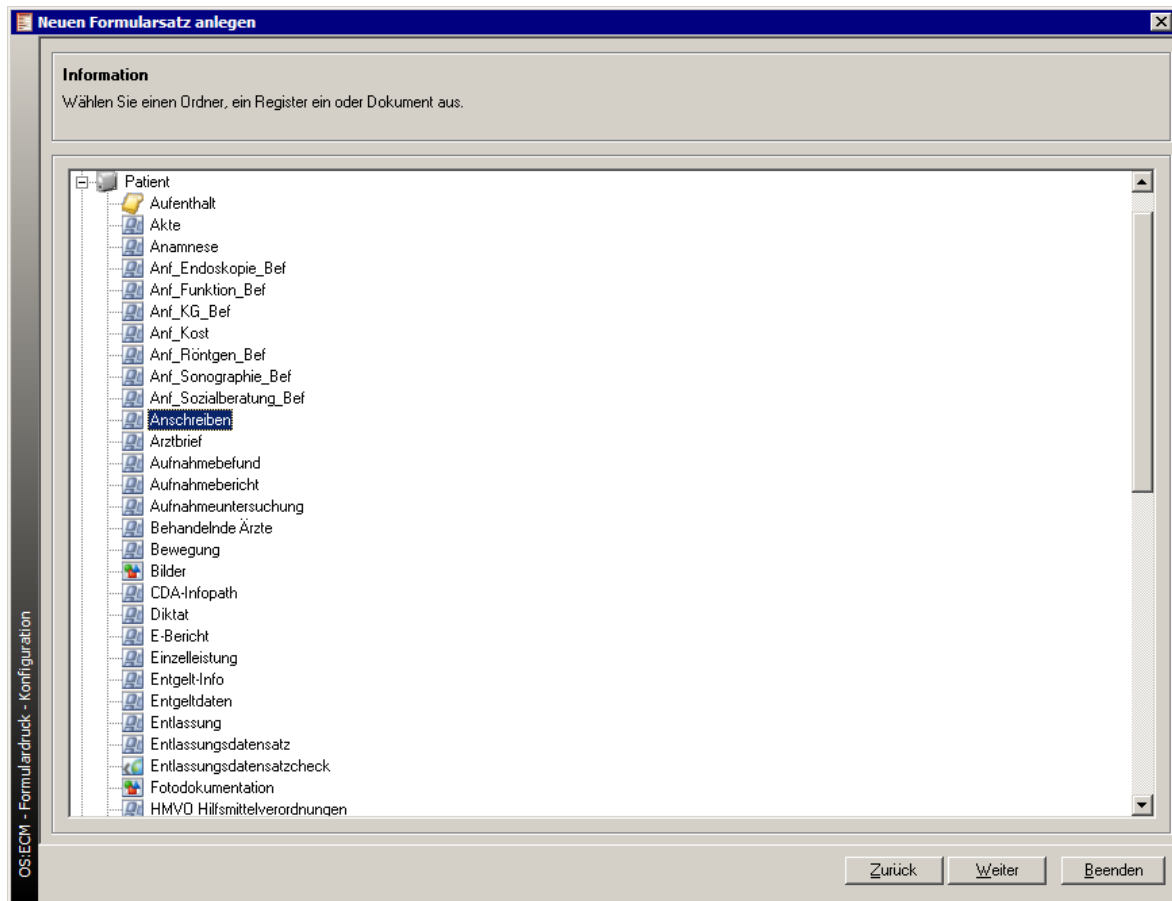 Neuen Formularsatz anlegen
Information
Wählen Sie einen Ordner, ein Register ein oder Dokument aus.
Patient
Aufenthalt
Akte
Anamnese
Anf_Endoskopie_Bef
Anf_Funktion_Bef
Anf_KG_Bef
Anf_Kost
Anf_Röntgen_Bef
Anf_Sonographie_Bef
Anf_Sozialberatung_Bef
Anschreiben
Arztbrief
Aufnahmebefund
Aufnahmebericht
Aufnahmeuntersuchung
Behandelnde Ärzte
Bewegung
Bilder
CDA-Infopath
Diktat
E-Bericht
Einzelleistung
Entgelt-Info
Entgeltdaten
Entlassung
Entlassungsdatensatz
Entlassungsdatensatzcheck
Fotodokumentation
HMVO Hilfsmittelverordnungen
OS:ECM - Formulardruck - Konfiguration
Zurück Weiter Beenden